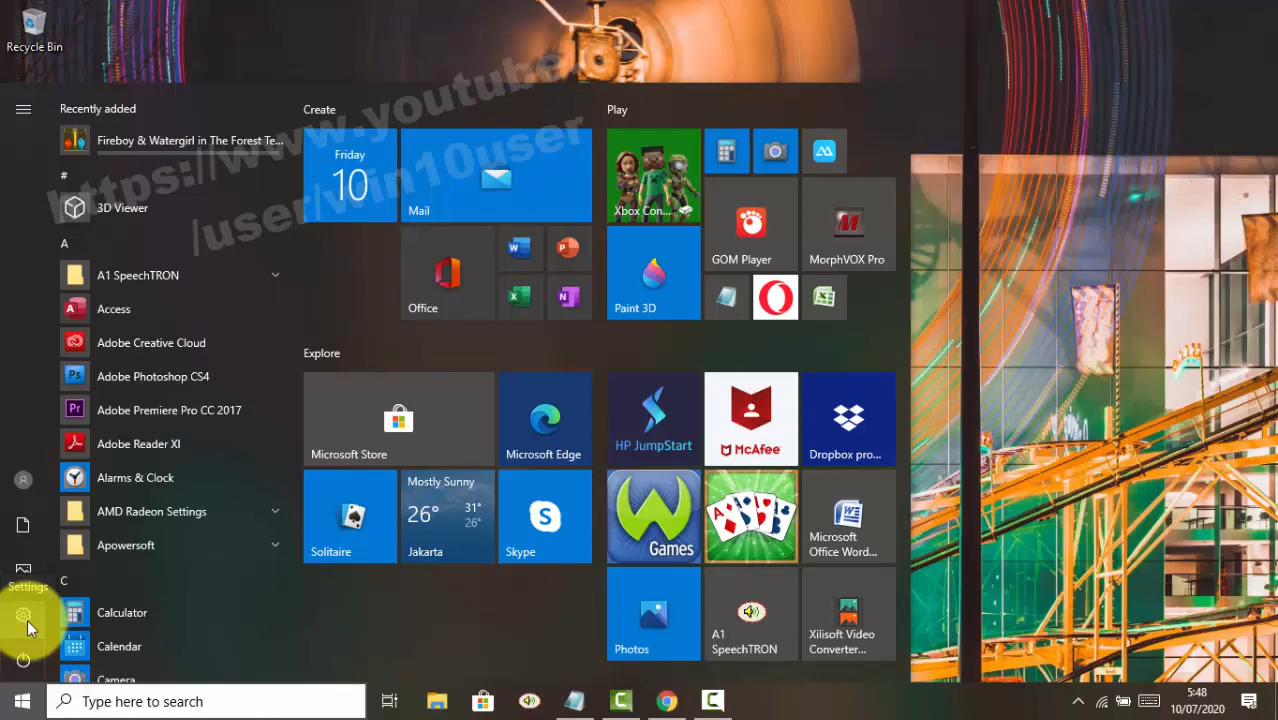 Recycle Bin
https://www.youtube.
/user/win10user
Recently added
Fireboy & Watergirl in The Forest Te...
#
3D Viewer
A
A1 SpeechTRON
Access
Adobe Creative Cloud
Adobe Photoshop CS4
Adobe Premiere Pro CC 2017
Adobe Reader XI
Alarms & Clock
AMD Radeon Settings
Apowersoft
C
Calculator
Calendar
Camera
Settings
Create
Friday
10
Mail
Office
Explore
Microsoft Store
Microsoft Edge
Solitaire
Mostly Sunny
26° 31°
26°
Jakarta
Skype
Play
Xbox Con...
GOM Player
MorphVOX Pro
Paint 3D
HP JumpStart
McAfee
Dropbox pro...
Games
Microsoft
Office Word...
Photos
A1
SpeechTRON
Xilisoft Video
Converter...
Type here to search
5:48
10/07/2020